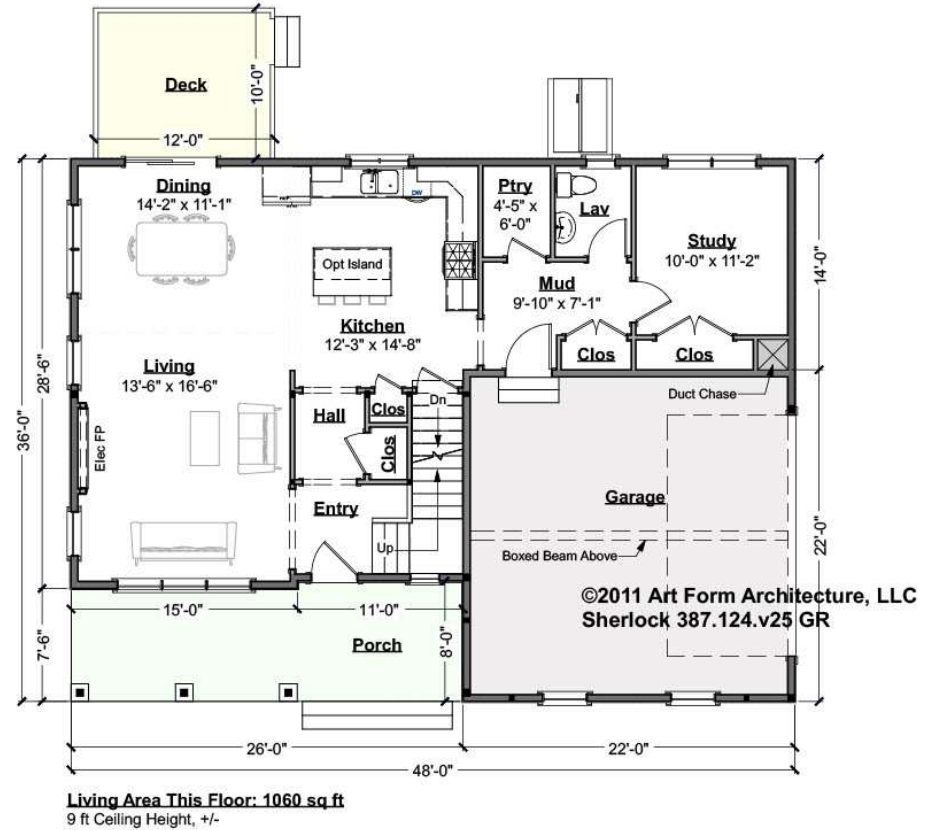 Deck
10'-0"
12'-0"
Dining
14'-2" x 11'-1"
DW
Ptry
4'-5" x
6'-0"
Lav
Study
10'-0" x 11'-2"
14'-0"
Opt Island
Mud
9'-10" x 7'-1"
Kitchen
12'-3" x 14'-8"
Clos
Clos
Living
13'-6" x 16'-6"
28'-6"
36'-0"
Duct Chase
Hall
Clos
Dn
Clos
Elec FP
Garage
Entry
Up
Boxed Beam Above
22'-0"
©2011 Art Form Architecture, LLC
Sherlock 387.124.v25 GR
15'-0"
11'-0"
7'-6"
Porch
8'-0"
26'-0"
22'-0"
48'-0"
Living Area This Floor: 1060 sq ft
9 ft Ceiling Height, +/-